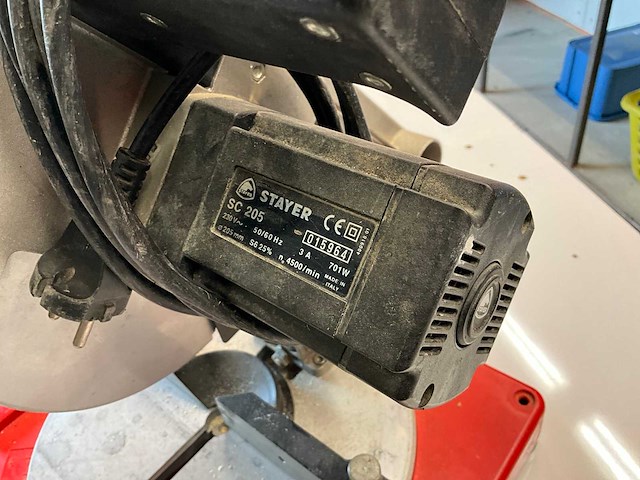 STAYER
SC 205
230V~ 50/60 Hz 015964
ø 205 mm S6 25% 3 A 701W
n₀ 4500/min MADE IN
ITALY
CE